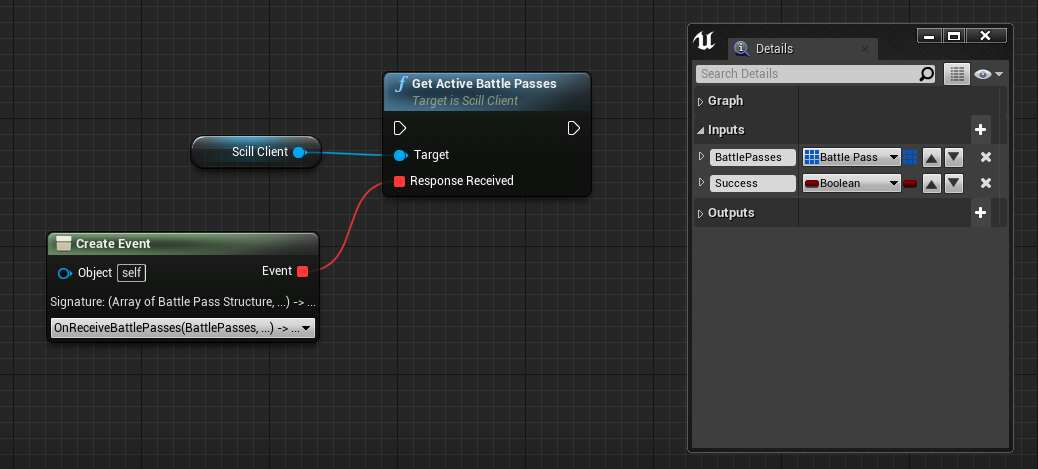 Get Active Battle Passes
Target is Scill Client
Target
Response Received
Scill Client
Create Event
Object self
Event
Signature: (Array of Battle Pass Structure, ...) -> ...
OnReceiveBattlePasses(BattlePasses, ...) -> ...
Details
Search Details
Graph
Inputs
BattlePasses Battle Pass
Success Boolean
Outputs